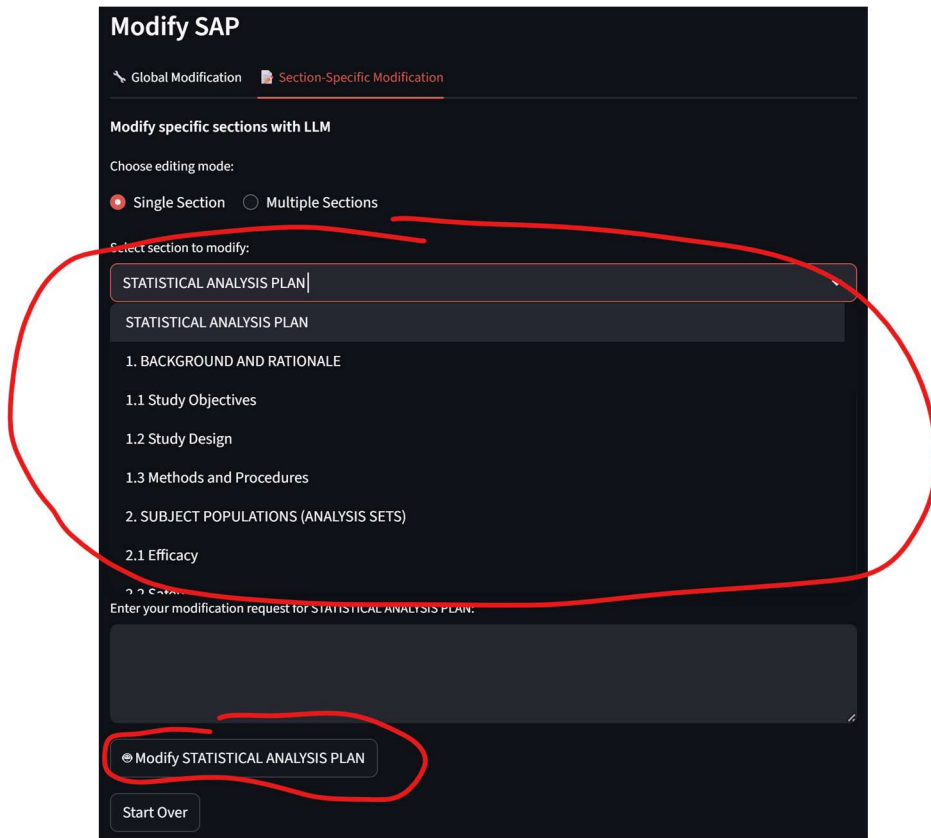 Modify SAP
Global Modification Section-Specific Modification
Modify specific sections with LLM
Choose editing mode:
Single Section Multiple Sections
Select section to modify:
STATISTICAL ANALYSIS PLAN
STATISTICAL ANALYSIS PLAN
1. BACKGROUND AND RATIONALE
1.1 Study Objectives
1.2 Study Design
1.3 Methods and Procedures
2. SUBJECT POPULATIONS (ANALYSIS SETS)
2.1 Efficacy
2.2
Enter your modification request for STATISTICAL ANALYSIS PLAN:
Modify STATISTICAL ANALYSIS PLAN
Start Over